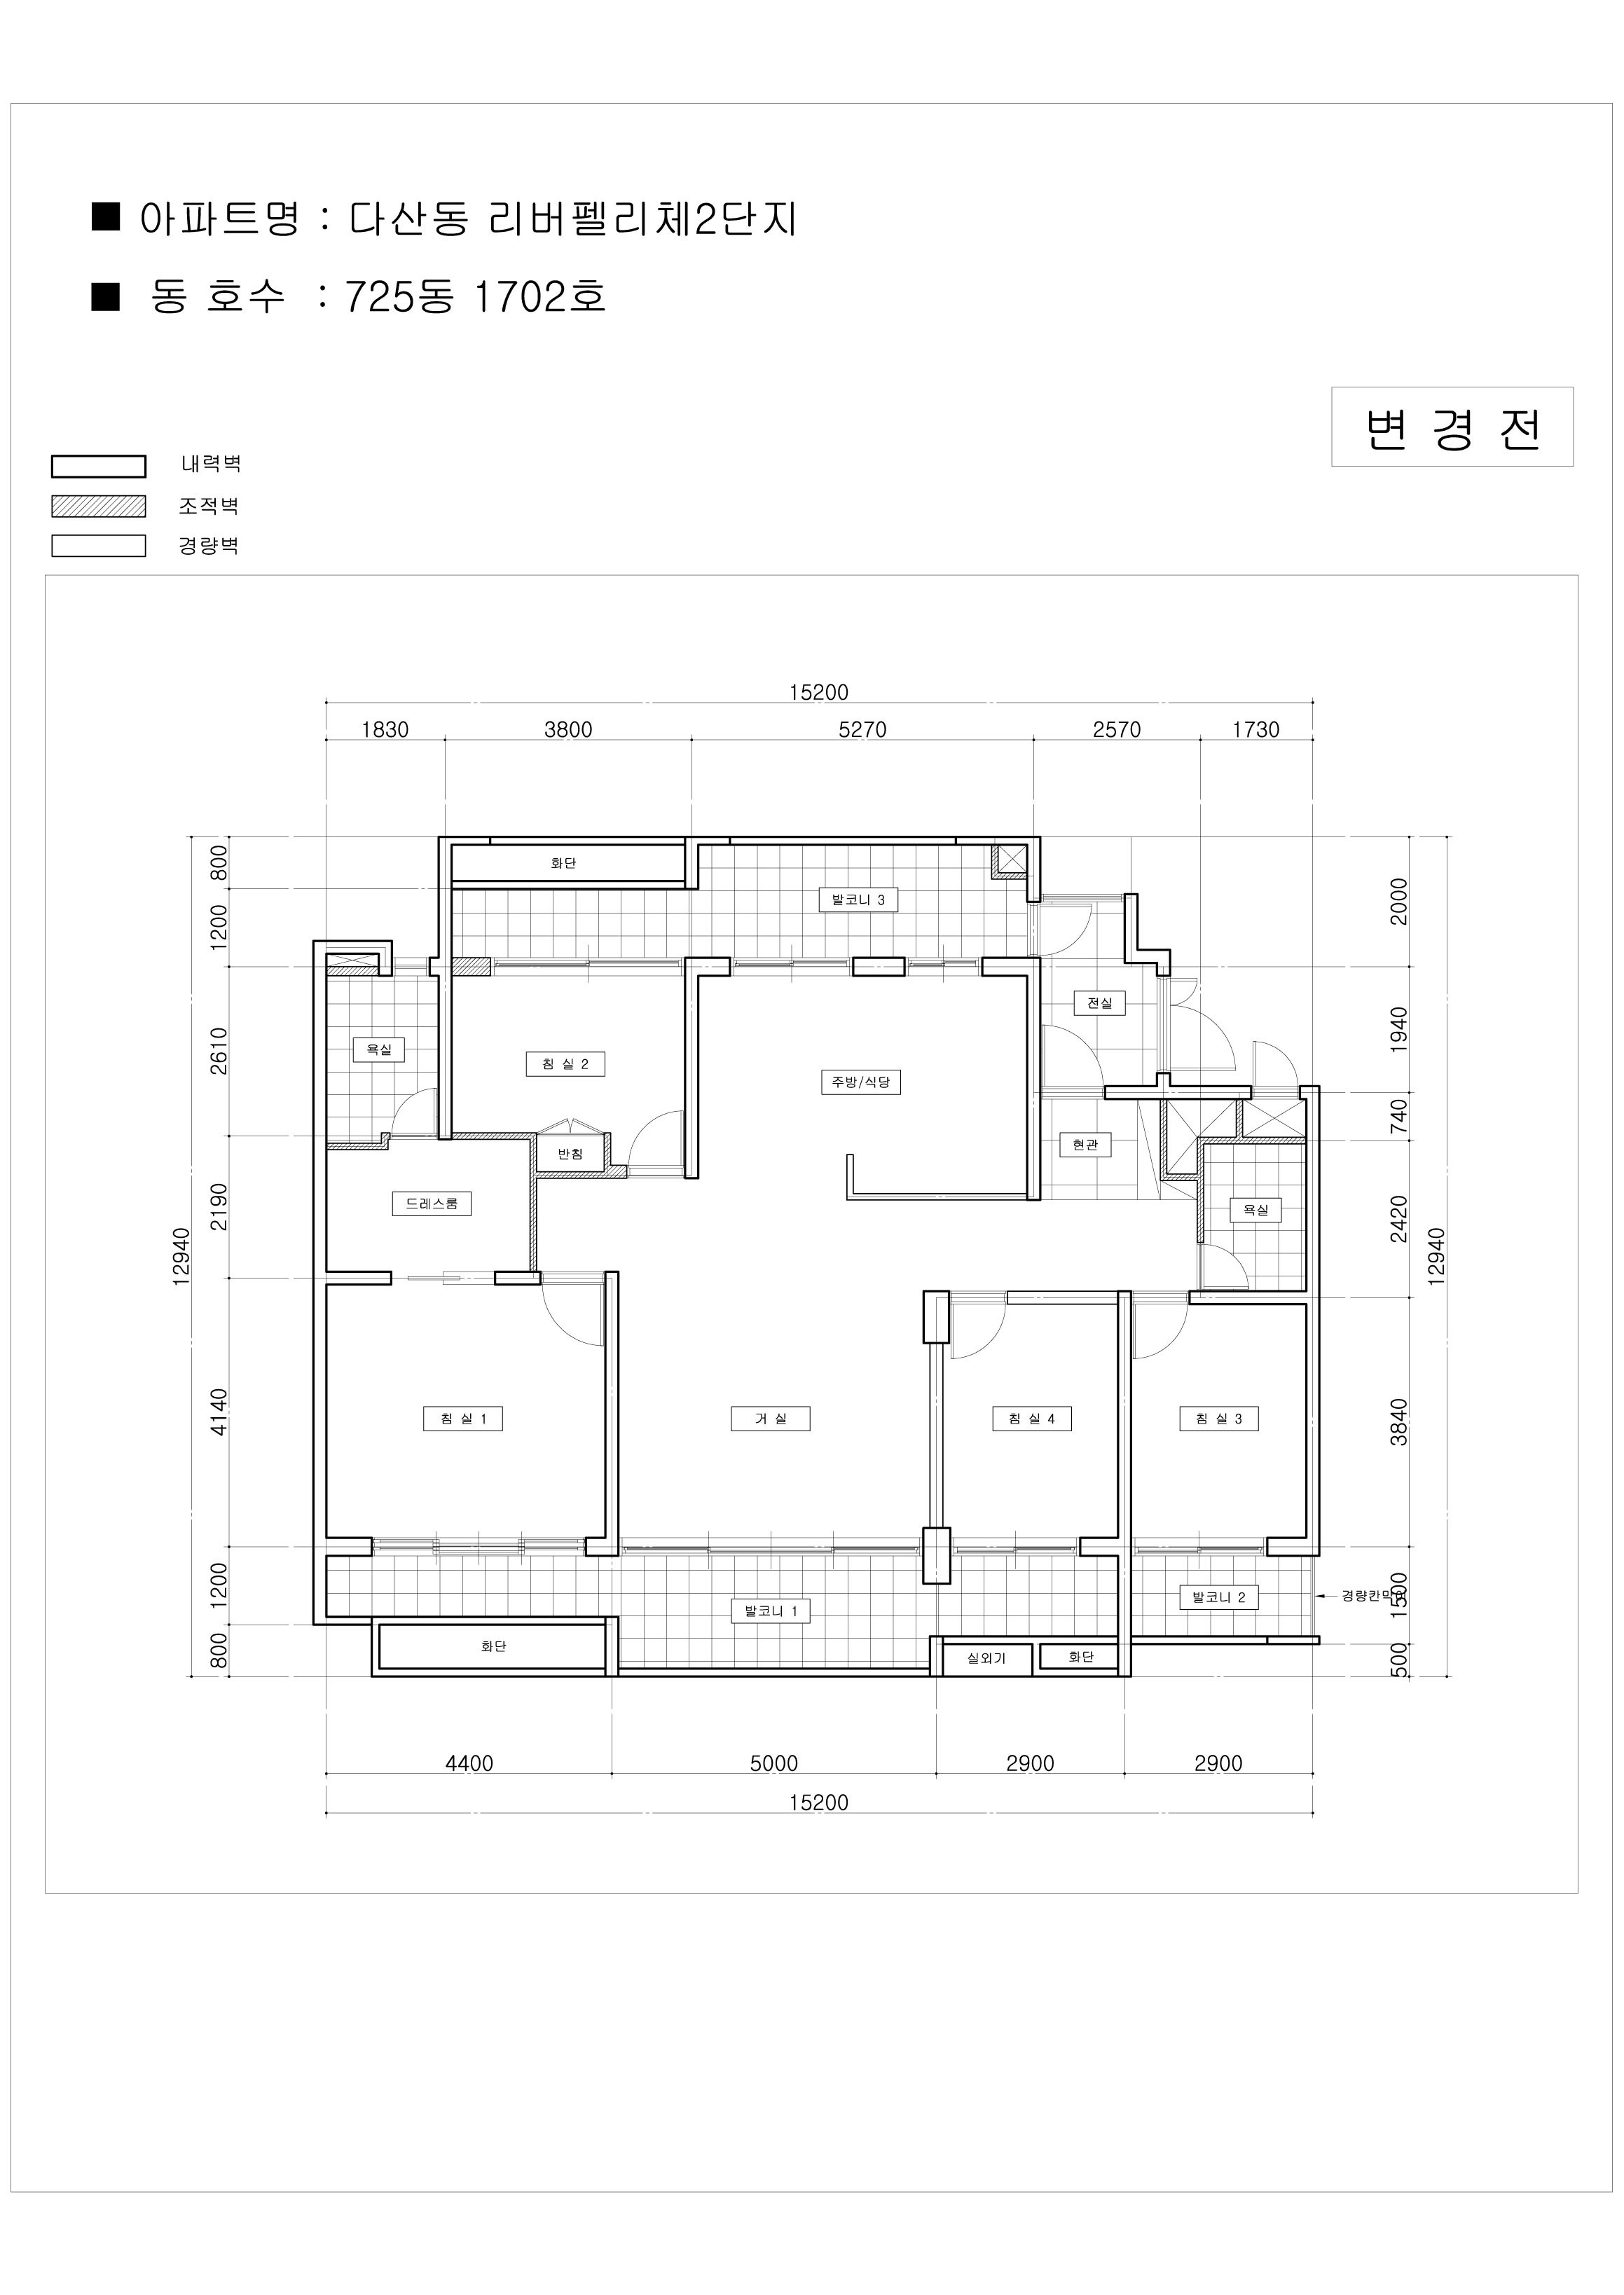 ■ 아파트명 : 다산동 리버펠리체2단지
■ 동 호수 : 725동 1702호
변 경 전
내력벽
조적벽
경량벽
15200
1830 3800 5270 2570 1730
화단
발코니 3
전실
욕실
침 실 2
주방/식당
반침
현관
드레스룸
욕실
침 실 1
거 실
침 실 4
침 실 3
발코니 1
발코니 2
화단
실외기
화단
800
1200
2610
2190
4140
1200
800
12940
2000
1940
740
2420
3840
1500
500
12940
4400 5000 2900 2900
15200